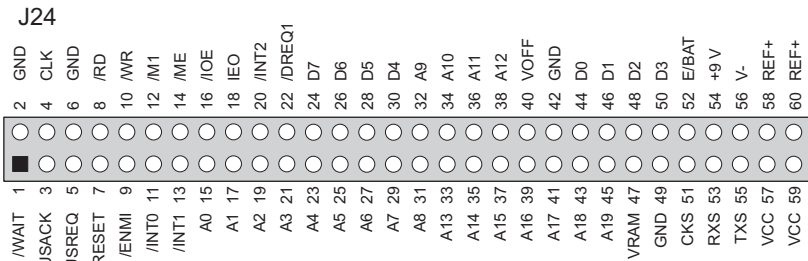 J24
2 GND
4 CLK
6 GND
8 /RD
10 /WR
12 /M1
14 /ME
16 /IOE
18 IEO
20 /INT2
22 /DREQ1
24 D7
26 D6
28 D5
30 D4
32 A9
34 A10
36 A11
38 A12
40 VOFF
42 GND
44 D0
46 D1
48 D2
50 D3
52 E/BAT
54 +9 V
56 V-
58 REF+
60 REF+
/WAIT 1
USACK 3
USREQ 5
RESET 7
/ENMI 9
/INT0 11
/INT1 13
A0 15
A1 17
A2 19
A3 21
A4 23
A5 25
A6 27
A7 29
A8 31
A13 33
A14 35
A15 37
A16 39
A17 41
A18 43
A19 45
VRAM 47
GND 49
CKS 51
RXS 53
TXS 55
VCC 57
VCC 59